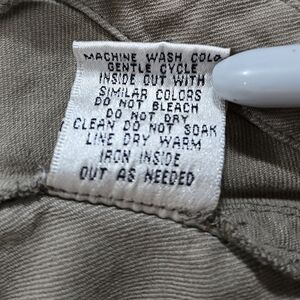 MACHINE WASH COLD
GENTLE CYCLE
INSIDE OUT WITH
SIMILAR COLORS
DO NOT BLEACH
DO NOT DRY
CLEAN DO NOT SOAK
LINE DRY WARM
IRON INSIDE
OUT AS NEEDED